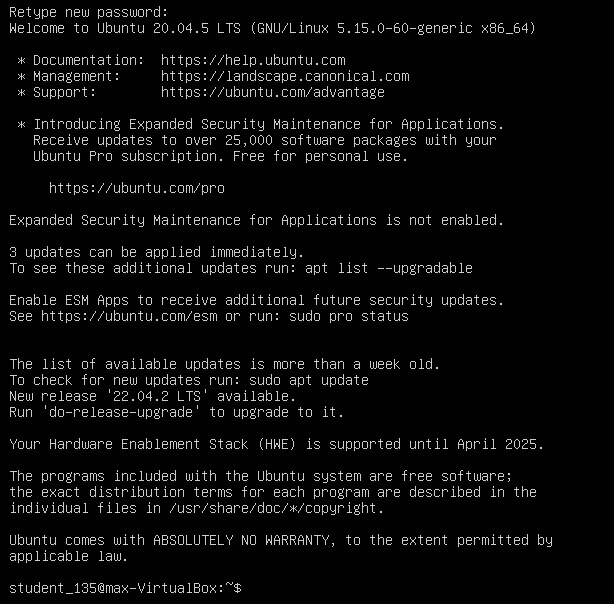 Retype new password:
Welcome to Ubuntu 20.04.5 LTS (GNU/Linux 5.15.0-60-generic x86_64)
* Documentation:  https://help.ubuntu.com
* Management:     https://landscape.canonical.com
* Support:        https://ubuntu.com/advantage
* Introducing Expanded Security Maintenance for Applications.
Receive updates to over 25,000 software packages with your
Ubuntu Pro subscription. Free for personal use.
https://ubuntu.com/pro
Expanded Security Maintenance for Applications is not enabled.
3 updates can be applied immediately.
To see these additional updates run: apt list --upgradable
Enable ESM Apps to receive additional future security updates.
See https://ubuntu.com/esm or run: sudo pro status
The list of available updates is more than a week old.
To check for new updates run: sudo apt update
New release '22.04.2 LTS' available.
Run 'do-release-upgrade' to upgrade to it.
Your Hardware Enablement Stack (HWE) is supported until April 2025.
The programs included with the Ubuntu system are free software;
the exact distribution terms for each program are described in the
individual files in /usr/share/doc/*/copyright.
Ubuntu comes with ABSOLUTELY NO WARRANTY, to the extent permitted by
applicable law.
student_135@max-VirtualBox:~$